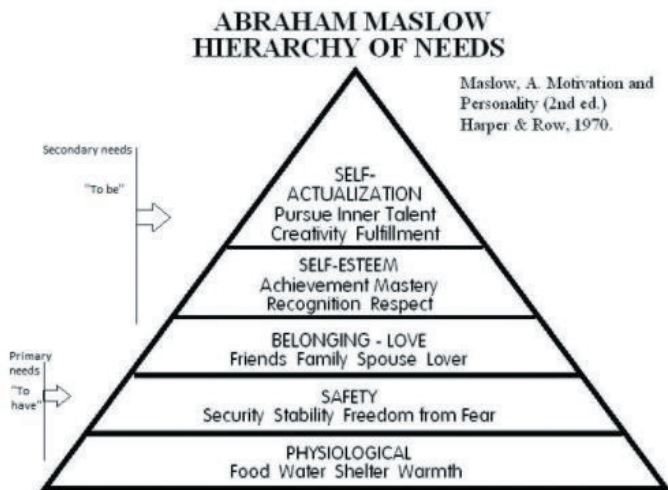 ABRAHAM MASLOW
HIERARCHY OF NEEDS
Maslow, A. Motivation and
Personality (2nd ed.)
Harper & Row, 1970.
Secondary needs
"To be"
SELF-
ACTUALIZATION
Pursue Inner Talent
Creativity Fulfillment
SELF-ESTEEM
Achievement Mastery
Recognition Respect
BELONGING - LOVE
Friends Family Spouse Lover
Primary
needs
"To
have"
SAFETY
Security Stability Freedom from Fear
PHYSIOLOGICAL
Food Water Shelter Warmth